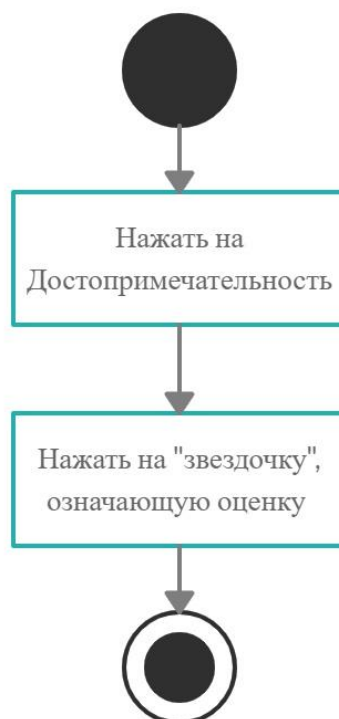 Нажать на
Достопримечательность
Нажать на "звездочку",
означающую оценку